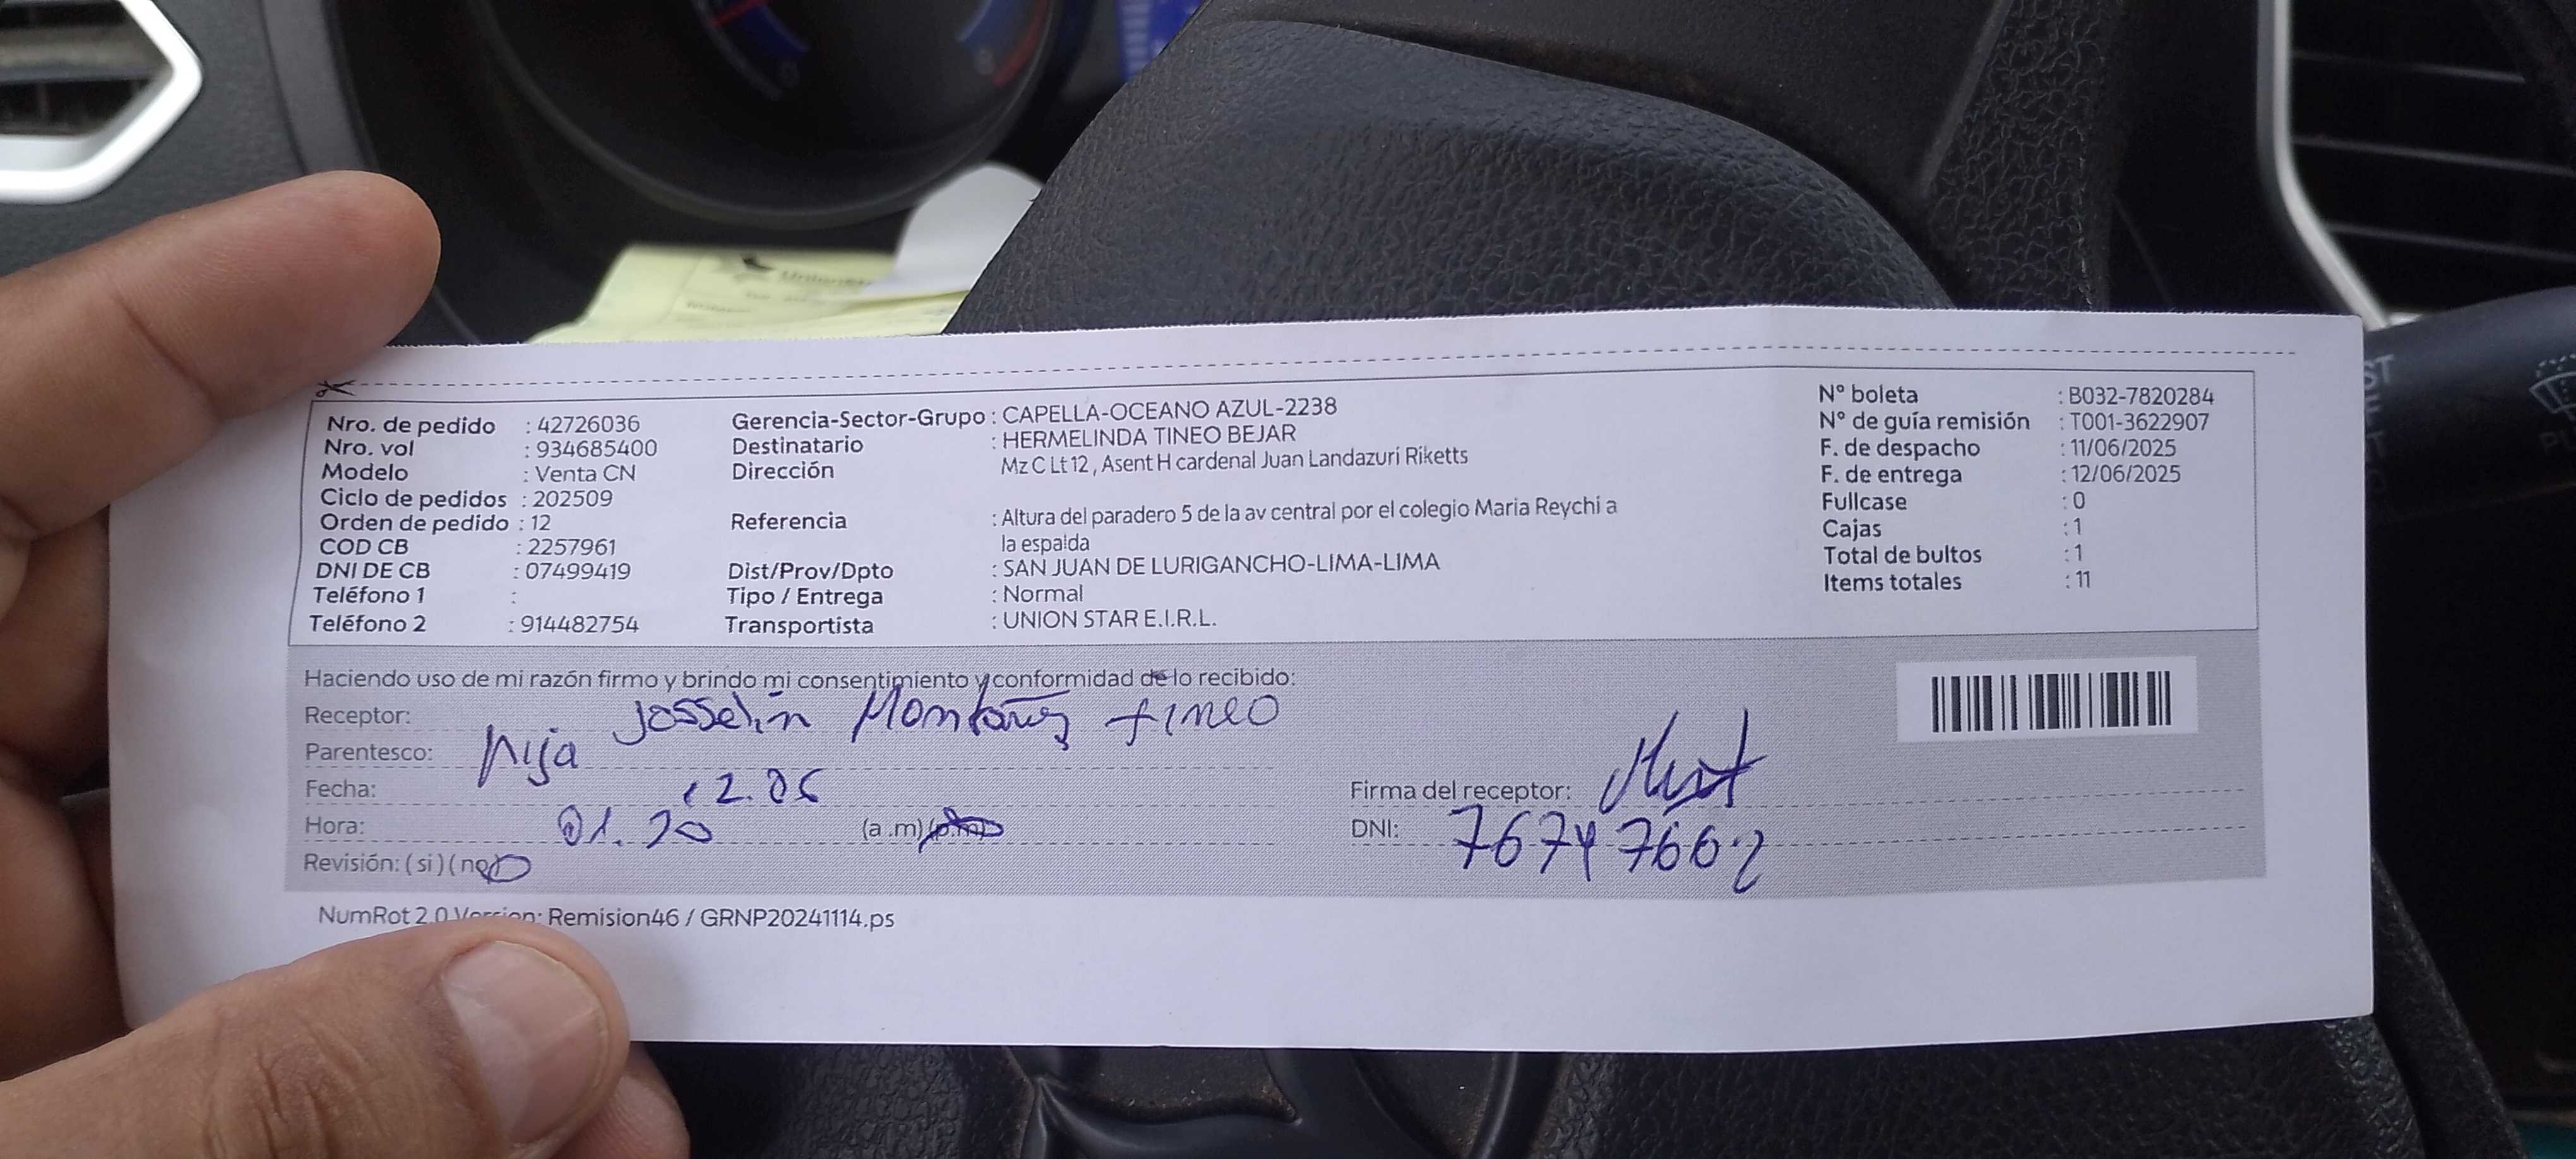 Nro. de pedido : 42726036
Nro. vol : 934685400
Modelo : Venta CN
Ciclo de pedidos : 202509
Orden de pedido : 12
COD CB : 2257961
DNI DE CB : 07499419
Teléfono 1 :
Teléfono 2 : 914482754
Gerencia-Sector-Grupo : CAPELLA-OCEANO AZUL-2238
Destinatario : HERMELINDA TINEO BEJAR
Dirección Mz C Lt 12 , Asent H cardenal Juan Landazuri Riketts
Referencia : Altura del paradero 5 de la av central por el colegio Maria Reychi a
la espalda
Dist/Prov/Dpto : SAN JUAN DE LURIGANCHO-LIMA-LIMA
Tipo / Entrega : Normal
Transportista : UNION STAR E.I.R.L.
N° boleta : B032-7820284
N° de guía remisión : T001-3622907
F. de despacho : 11/06/2025
F. de entrega : 12/06/2025
Fullcase : 0
Cajas : 1
Total de bultos : 1
Items totales : 11
Haciendo uso de mi razón firmo y brindo mi consentimiento y conformidad de lo recibido:
Receptor: Josselin Montañez tineo
Parentesco: hija
Fecha: 12.06
Hora: 01.20 (a .m) (p.m)
Revisión: ( si ) ( no )
Firma del receptor:
DNI: 76747662
NumRot 2.0 Version: Remision46 / GRNP20241114.ps